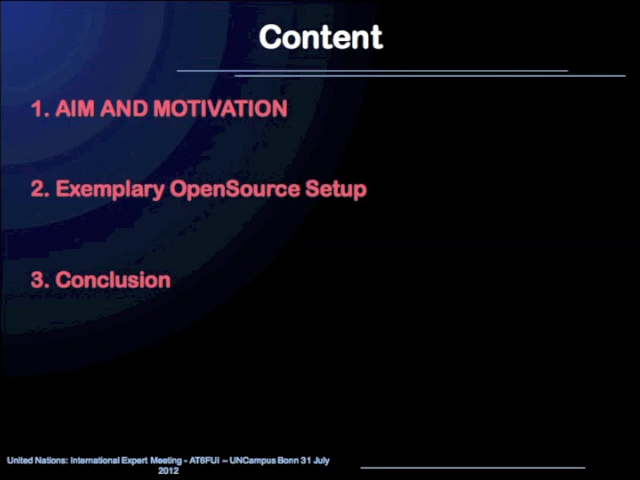 Content
1. AIM AND MOTIVATION
2. Exemplary OpenSource Setup
3. Conclusion
United Nations: International Expert Meeting - AT6FUI – UNCampus Bonn 31 July
2012